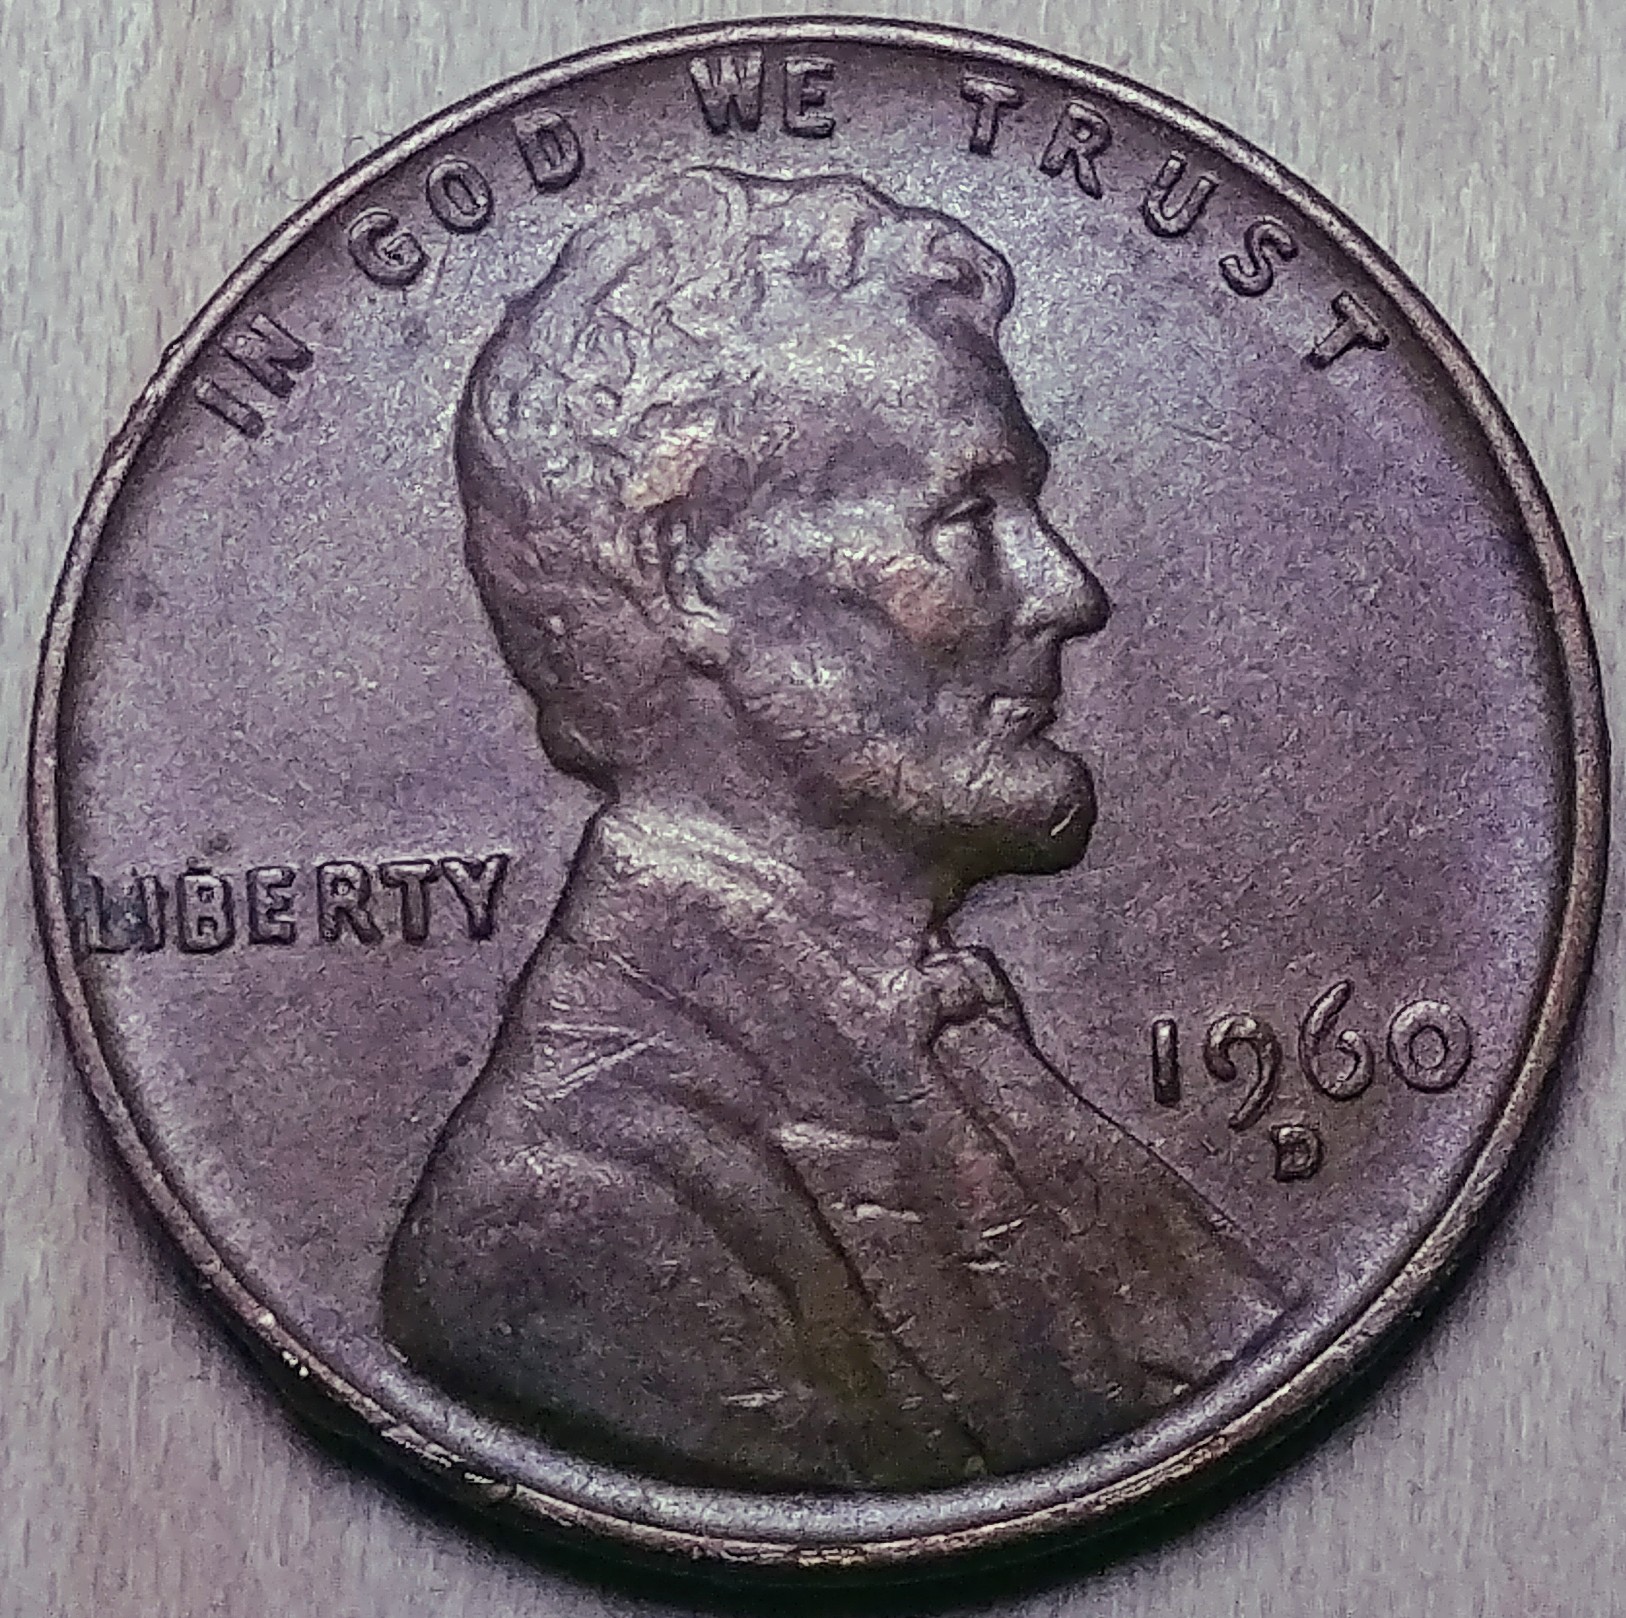 IN GOD WE TRUST
LIBERTY
1960
D